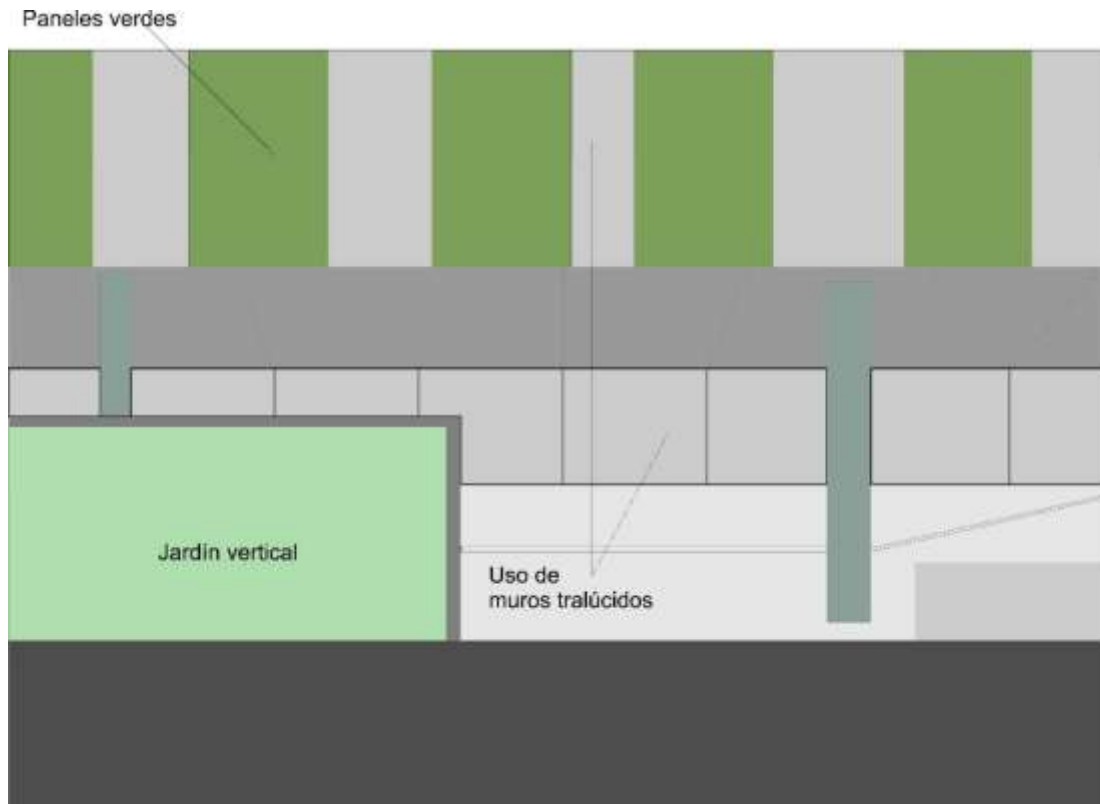 Paneles verdes
Jardín vertical
Uso de
muros tralúcidos